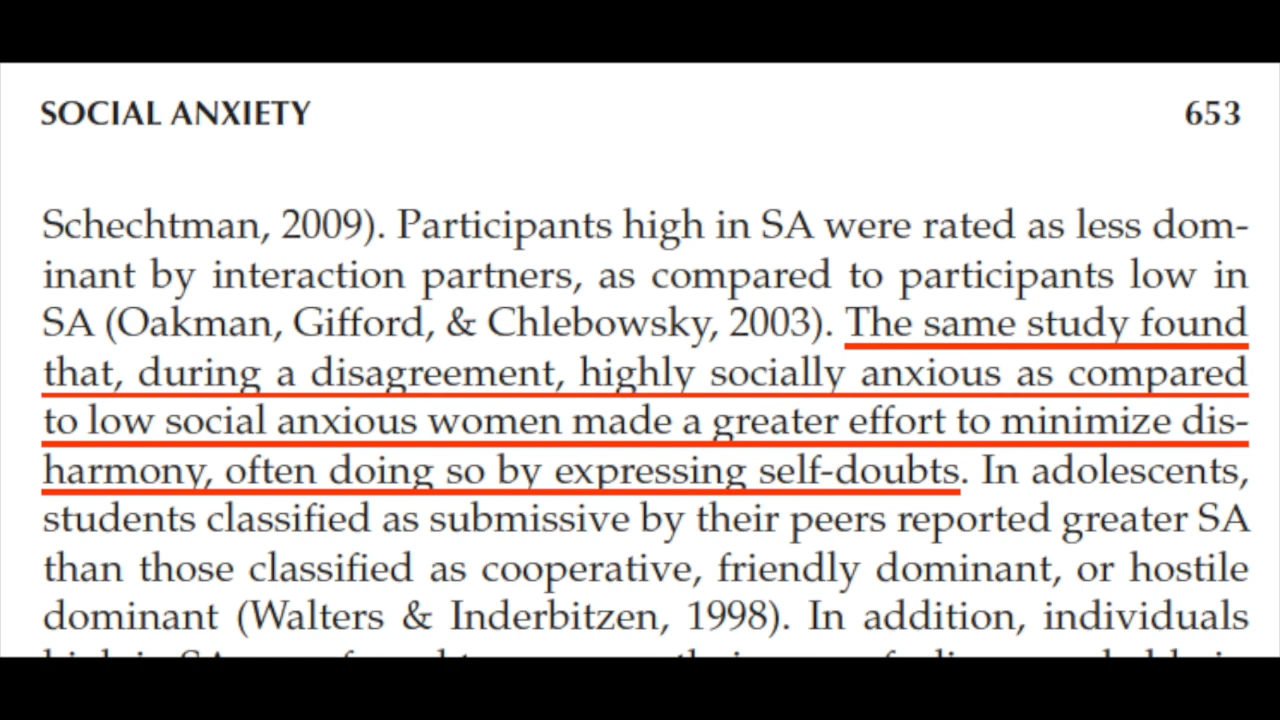 SOCIAL ANXIETY 653
Schechtman, 2009). Participants high in SA were rated as less dom-
inant by interaction partners, as compared to participants low in
SA (Oakman, Gifford, & Chlebowsky, 2003). The same study found
that, during a disagreement, highly socially anxious as compared
to low social anxious women made a greater effort to minimize dis-
harmony, often doing so by expressing self-doubts. In adolescents,
students classified as submissive by their peers reported greater SA
than those classified as cooperative, friendly dominant, or hostile
dominant (Walters & Inderbitzen, 1998). In addition, individuals